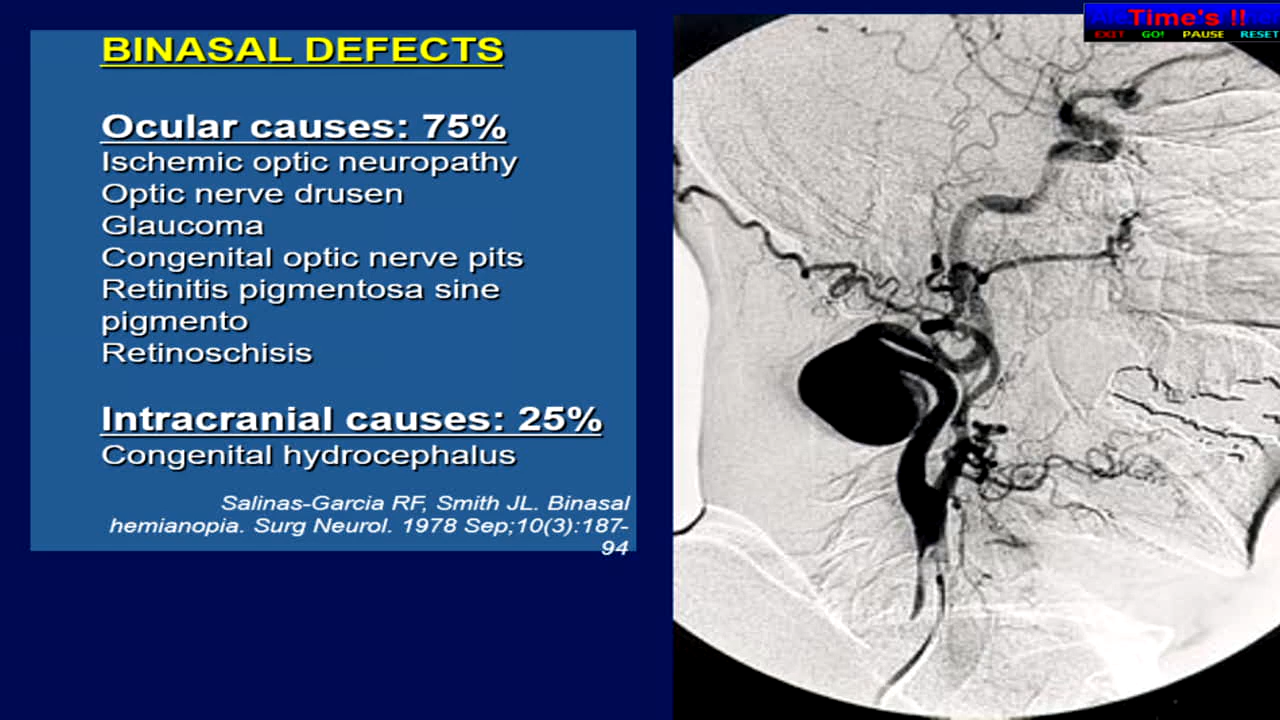 BINASAL DEFECTS
Ocular causes: 75%
Ischemic optic neuropathy
Optic nerve drusen
Glaucoma
Congenital optic nerve pits
Retinitis pigmentosa sine
pigmento
Retinoschisis
Intracranial causes: 25%
Congenital hydrocephalus
Salinas-Garcia RF, Smith JL. Binasal
hemianopia. Surg Neurol. 1978 Sep;10(3):187-
94
Time's !!
EXIT GO! PAUSE RESET